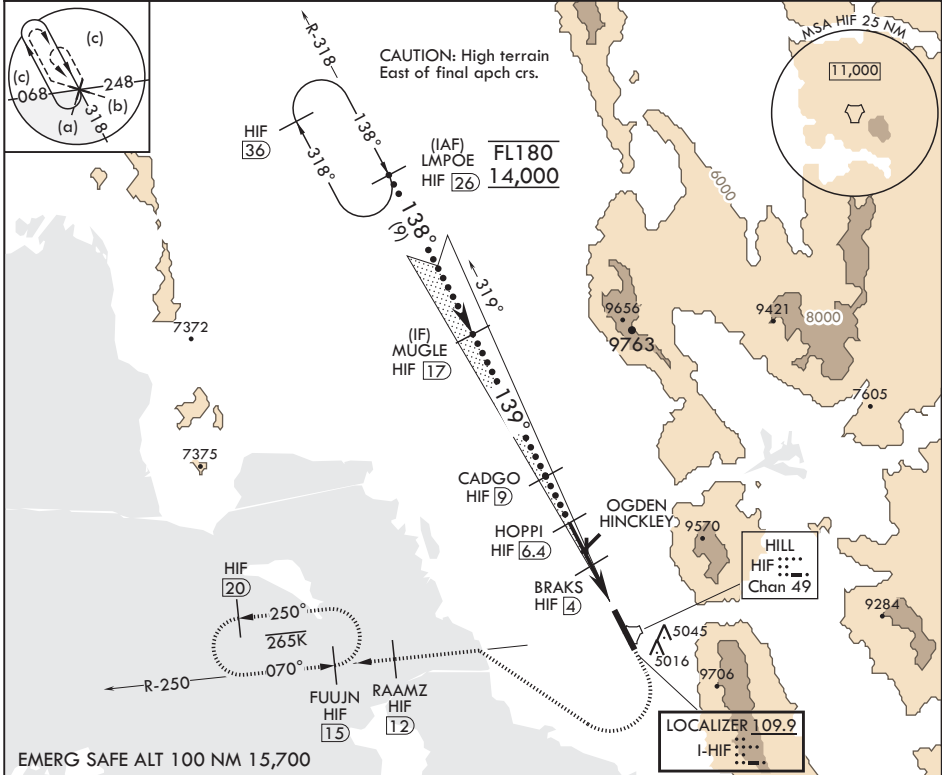 (c)
(c)
068
248
(b)
(a)
318
R-318
CAUTION: High terrain
East of final apch crs.
MSA HIF 25 NM
11,000
HIF
36
138°
318°
(IAF)
LMPOE
HIF 26
FL180
14,000
138°
(9)
319°
6000
7372
(IF)
MUGLE
HIF 17
9656
9763
9421
8000
139°
7605
7375
CADGO
HIF 9
HOPPI
HIF 6.4
OGDEN
HINCKLEY
9570
HILL
HIF
Chan 49
BRAKS
HIF 4
HIF
20
250°
265K
070°
R-250
FUUJN
HIF
15
RAAMZ
HIF
12
5045
5016
9284
9706
LOCALIZER 109.9
I-HIF
EMERG SAFE ALT 100 NM 15,700